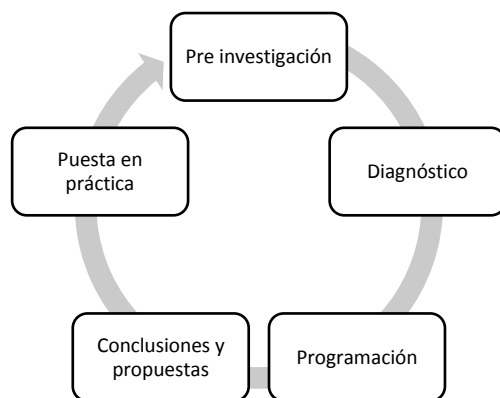 Pre investigación
Diagnóstico
Programación
Conclusiones y
propuestas
Puesta en
práctica